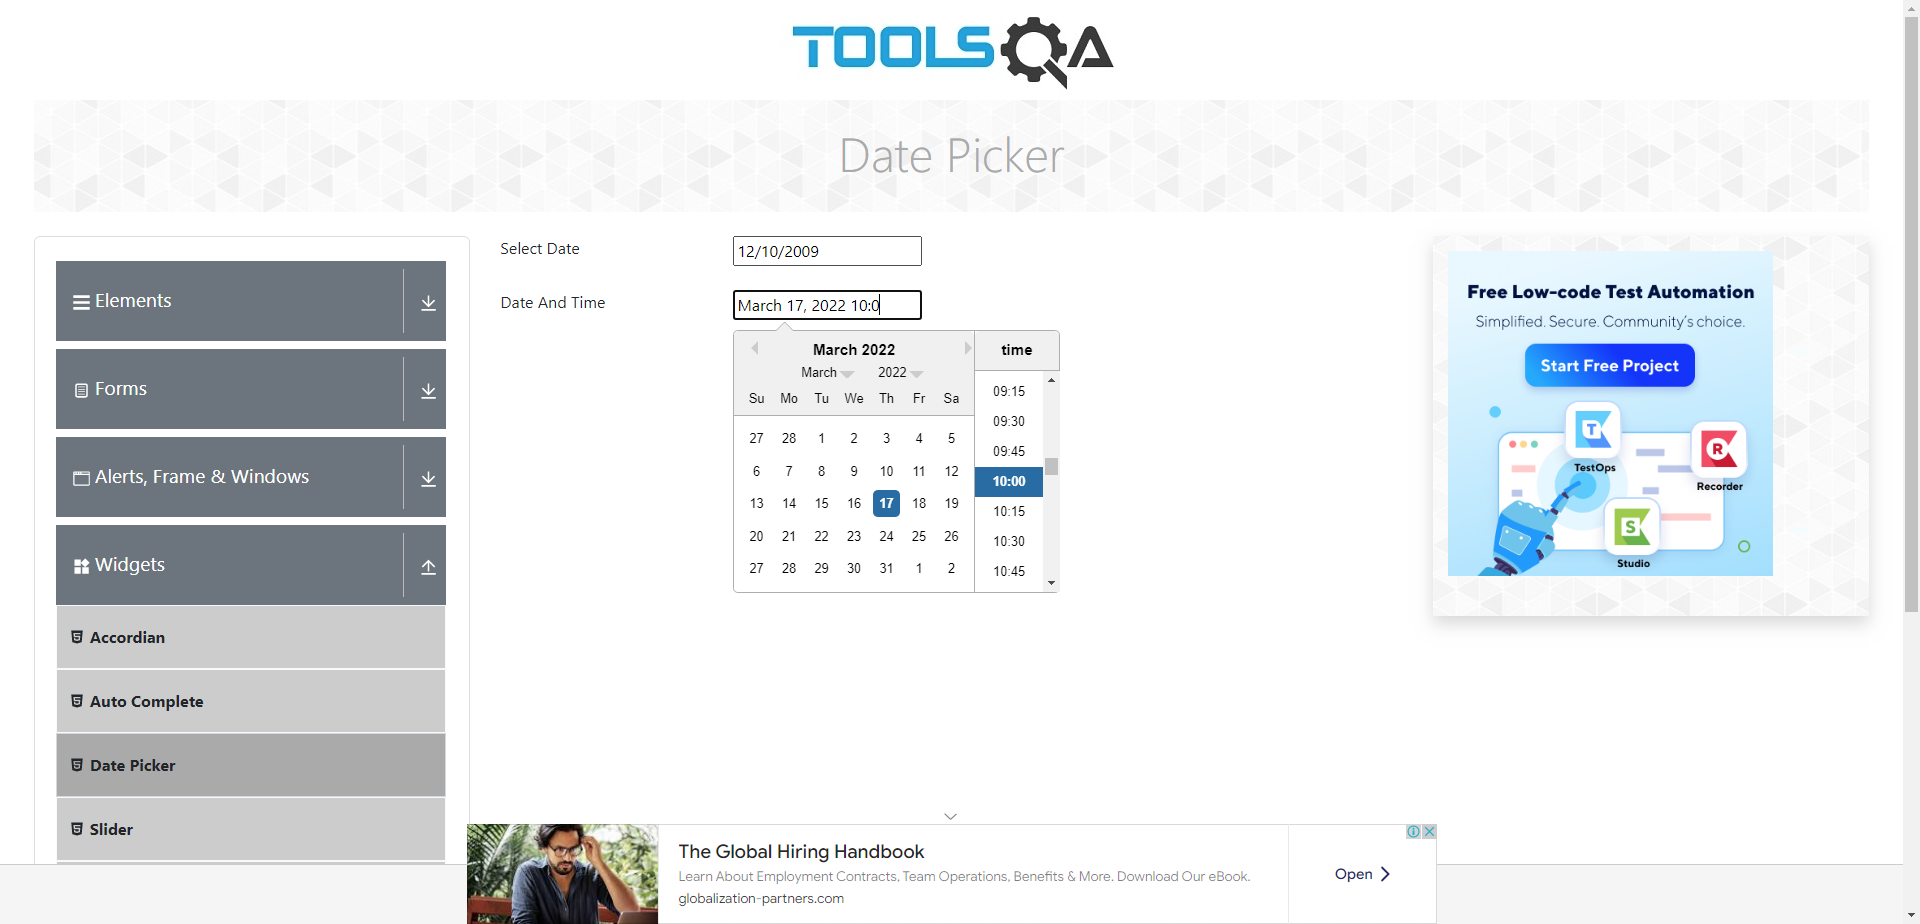 TOOLSQA
Date Picker
Elements
Forms
Alerts, Frame & Windows
Widgets
Accordian
Auto Complete
Date Picker
Slider
Select Date
12/10/2009
Date And Time
March 17, 2022 10:0
March 2022
March 2022
Su Mo Tu We Th Fr Sa
27 28 1 2 3 4 5
6 7 8 9 10 11 12
13 14 15 16 17 18 19
20 21 22 23 24 25 26
27 28 29 30 31 1 2
time
09:15
09:30
09:45
10:00
10:15
10:30
10:45
Free Low-code Test Automation
Simplified. Secure. Community's choice.
Start Free Project
T
TestOps
R
Recorder
S
Studio
The Global Hiring Handbook
Learn About Employment Contracts, Team Operations, Benefits & More. Download Our eBook.
globalization-partners.com
Open